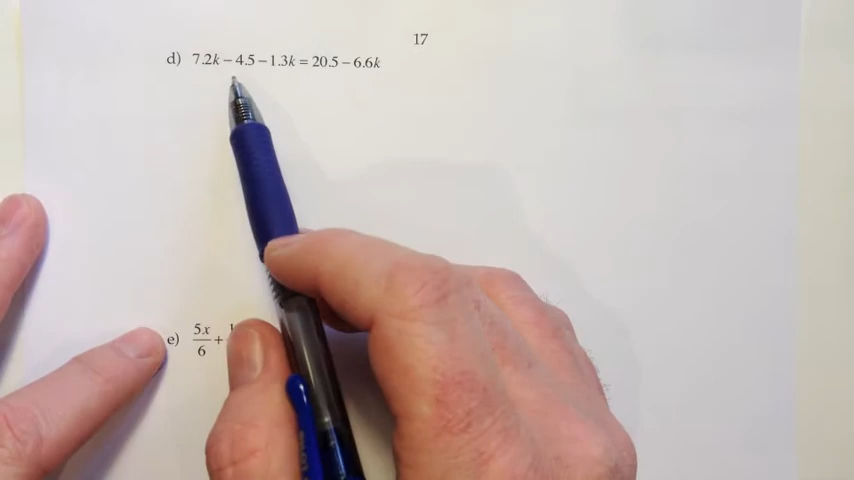 17
d) 7.2k − 4.5 − 1.3k = 20.5 − 6.6k
e) 5x/6 +